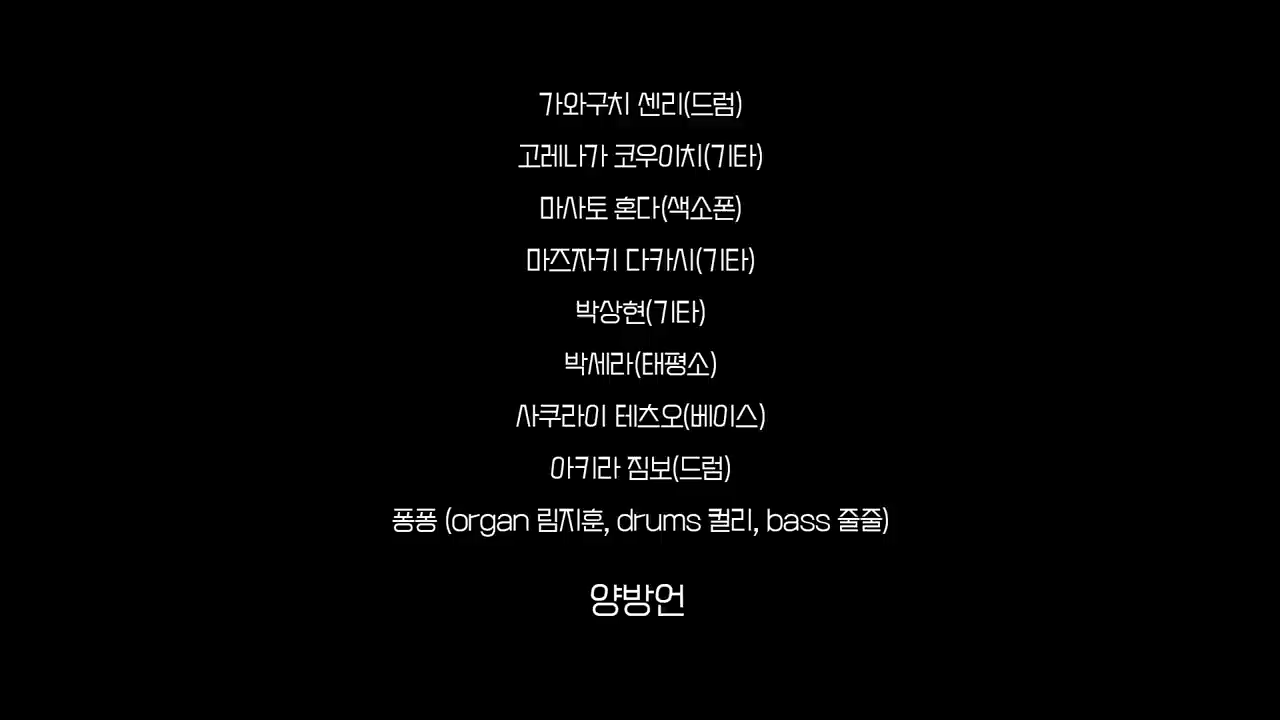 가와구치 센리(드럼)
고레나가 코우이치(기타)
마사토 혼다(색소폰)
마즈자키 다카시(기타)
박상현(기타)
박세라(태평소)
사쿠라이 테츠오(베이스)
아키라 짐보(드럼)
퐁퐁 (organ 림지훈, drums 컬리, bass 줄줄)
양방언